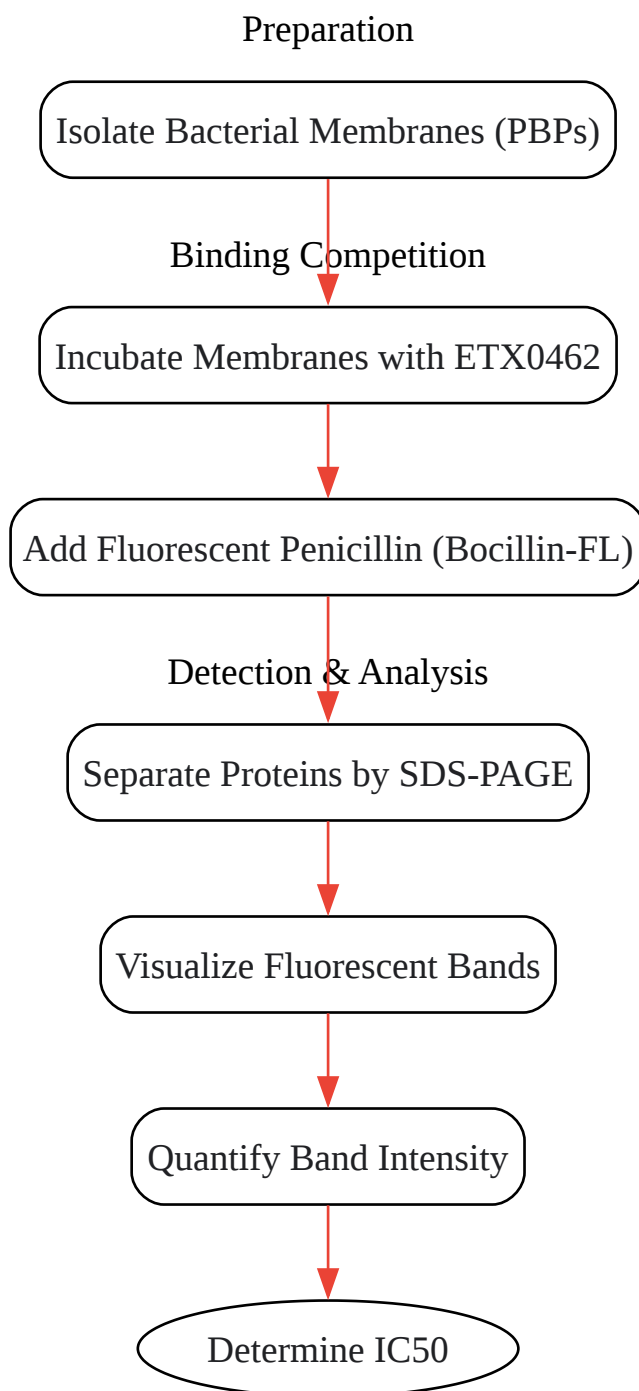 Preparation
Isolate Bacterial Membranes (PBPs)
Binding Competition
Incubate Membranes with ETX0462
Add Fluorescent Penicillin (Bocillin-FL)
Detection & Analysis
Separate Proteins by SDS-PAGE
Visualize Fluorescent Bands
Quantify Band Intensity
Determine IC50